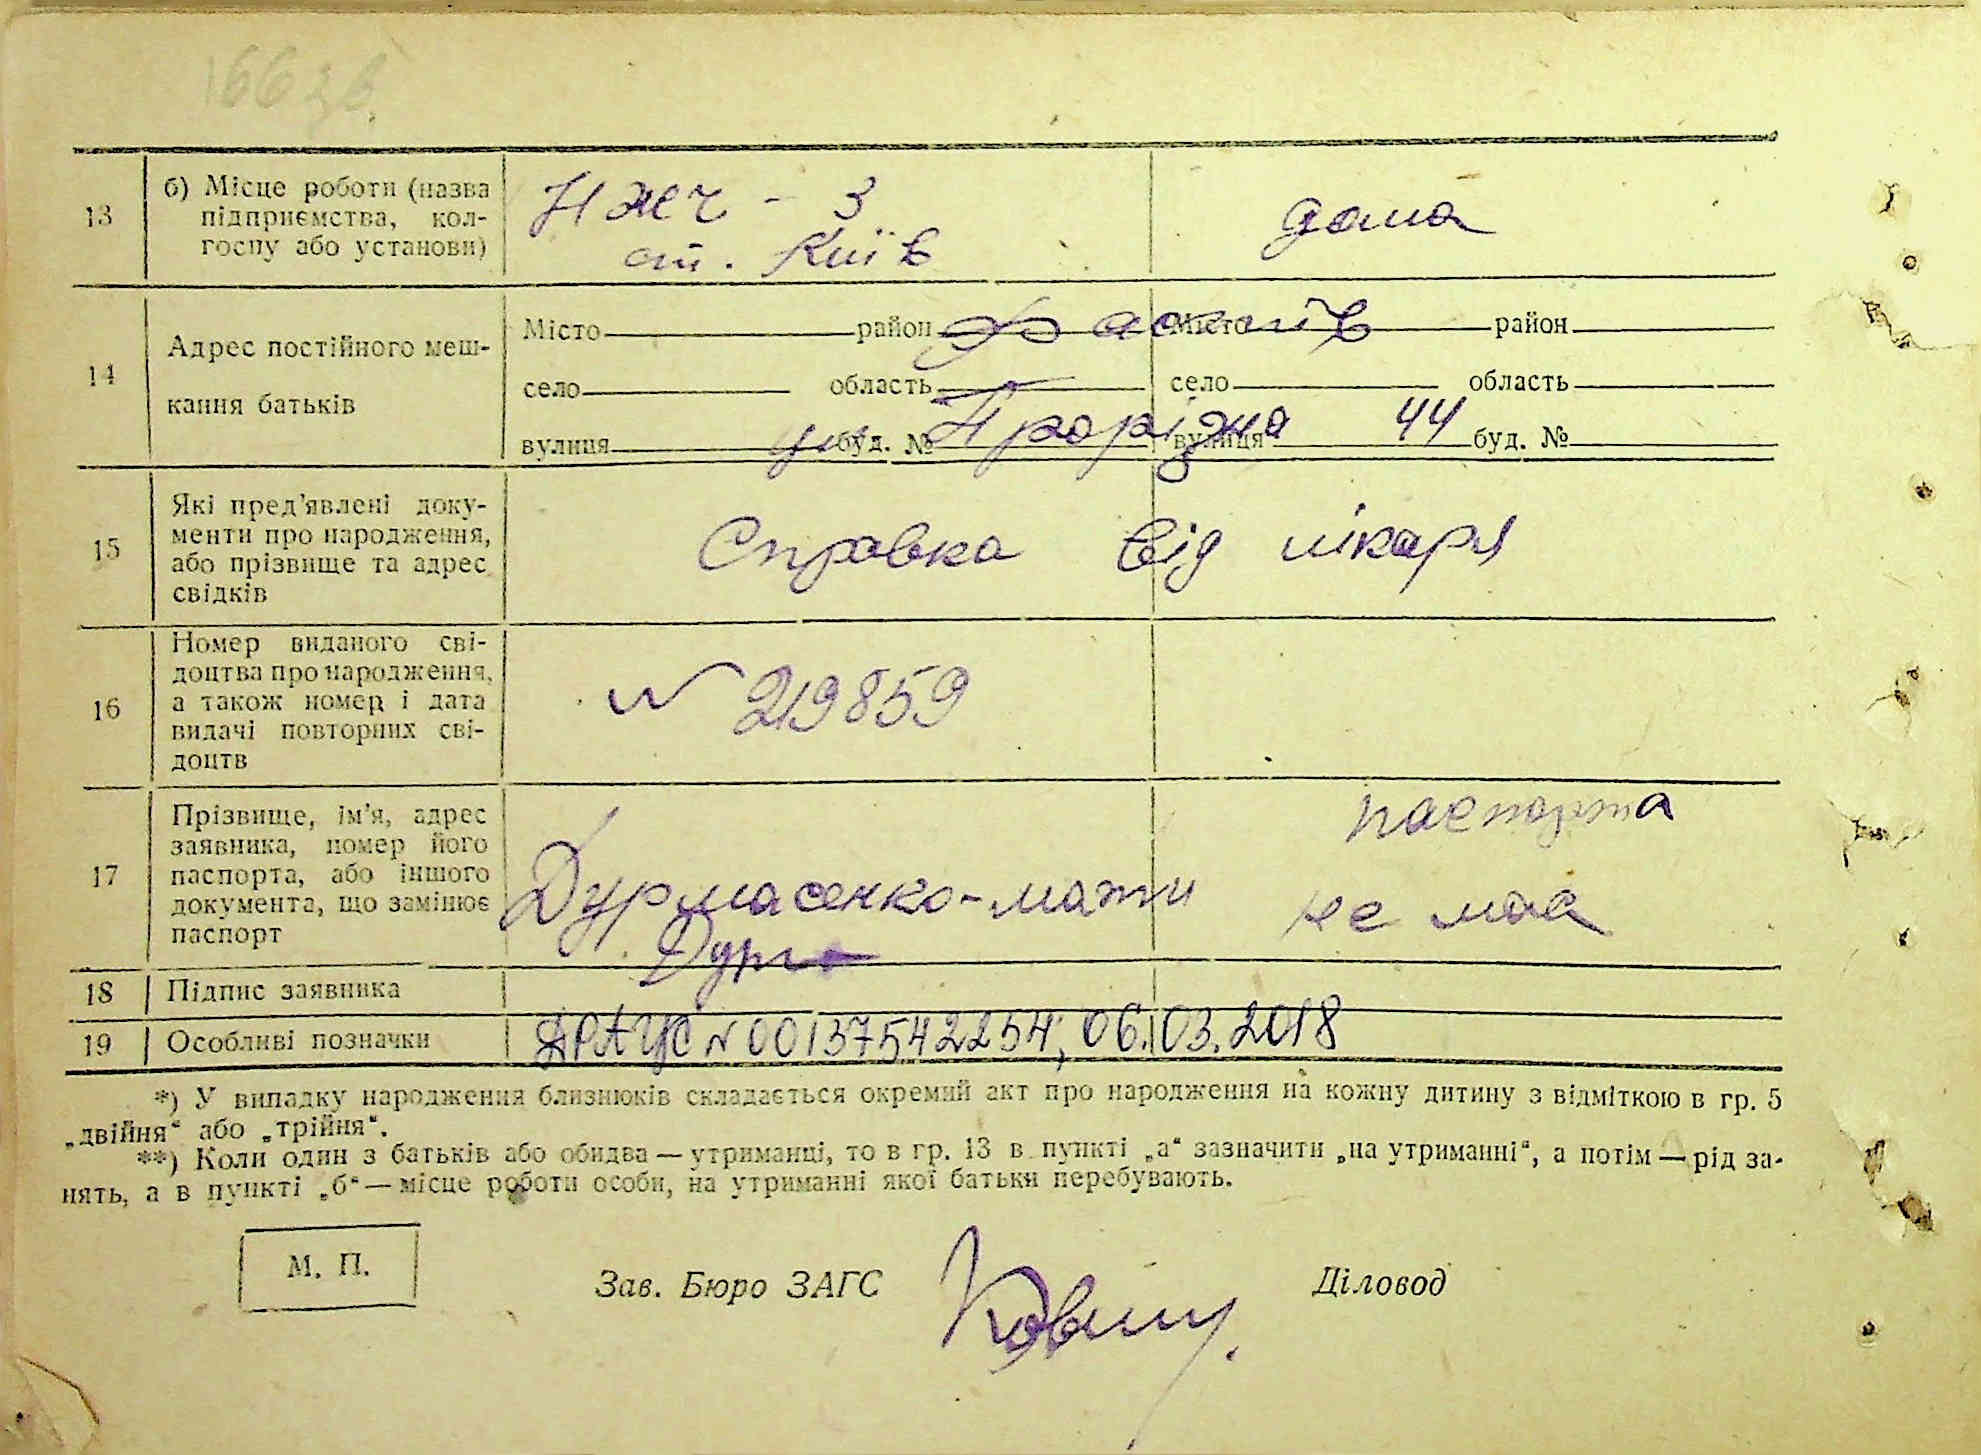 166 зв.
13 б) Місце роботи (назва підприємства, кол-госпу або установи)
НЖЧ - 3
ст. Київ
дома
14 Адрес постійного меш-
кання батьків
Місто район Місто район
Фастів
село область село область
вулиця буд. № вулиця буд. №
ул. Прорізна 44
15 Які пред'явлені доку-
менти про народження,
або прізвище та адрес
свідків
Справка від лікаря
16 Номер виданого сві-
доцтва про народження,
а також номер і дата
видачі повторних сві-
доцтв
N 219859
17 Прізвище, ім'я, адрес
заявника, номер його
паспорта, або іншого
документа, що замінює
паспорт
Дурмасенко-мати
паспорта
не має
18 Підпис заявника
Дурм
19 Особливі позначки
ДРАЦС N 00137542254; 06.03.2018
*) У випадку народження близнюків складається окремий акт про народження на кожну дитину з відміткою в гр. 5
„двійня“ або „трійня“.
**) Коли один з батьків або обидва — утриманці, то в гр. 13 в пункті „а“ зазначити „на утриманні“, а потім — рід за-
нять, а в пункті „б“ — місце роботи особи, на утриманні якої батьки перебувають.
М. П.
Зав. Бюро ЗАГС
Діловод